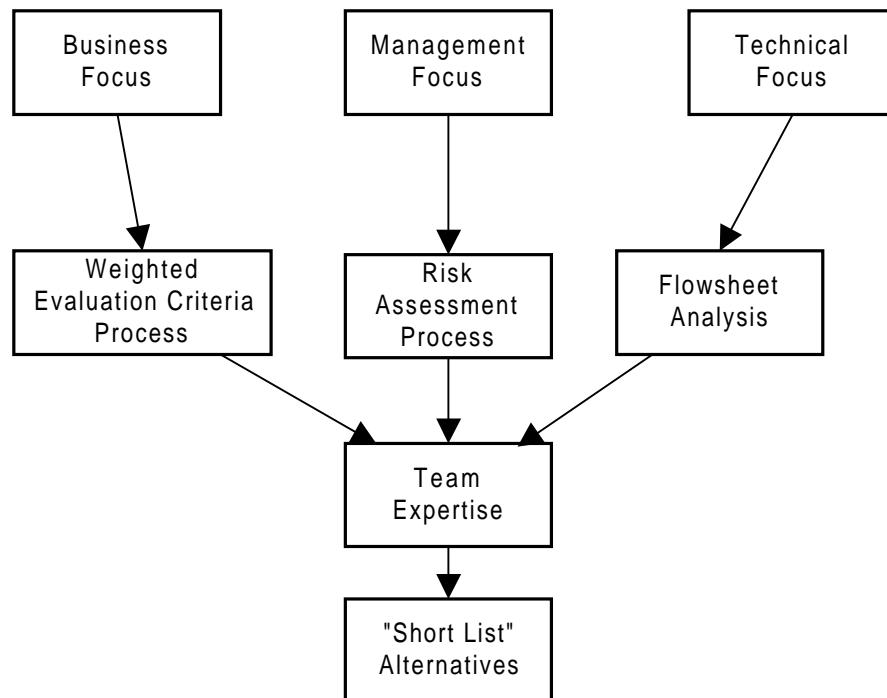 Business
Focus
Management
Focus
Technical
Focus
Weighted
Evaluation Criteria
Process
Risk
Assessment
Process
Flowsheet
Analysis
Team
Expertise
"Short List"
Alternatives